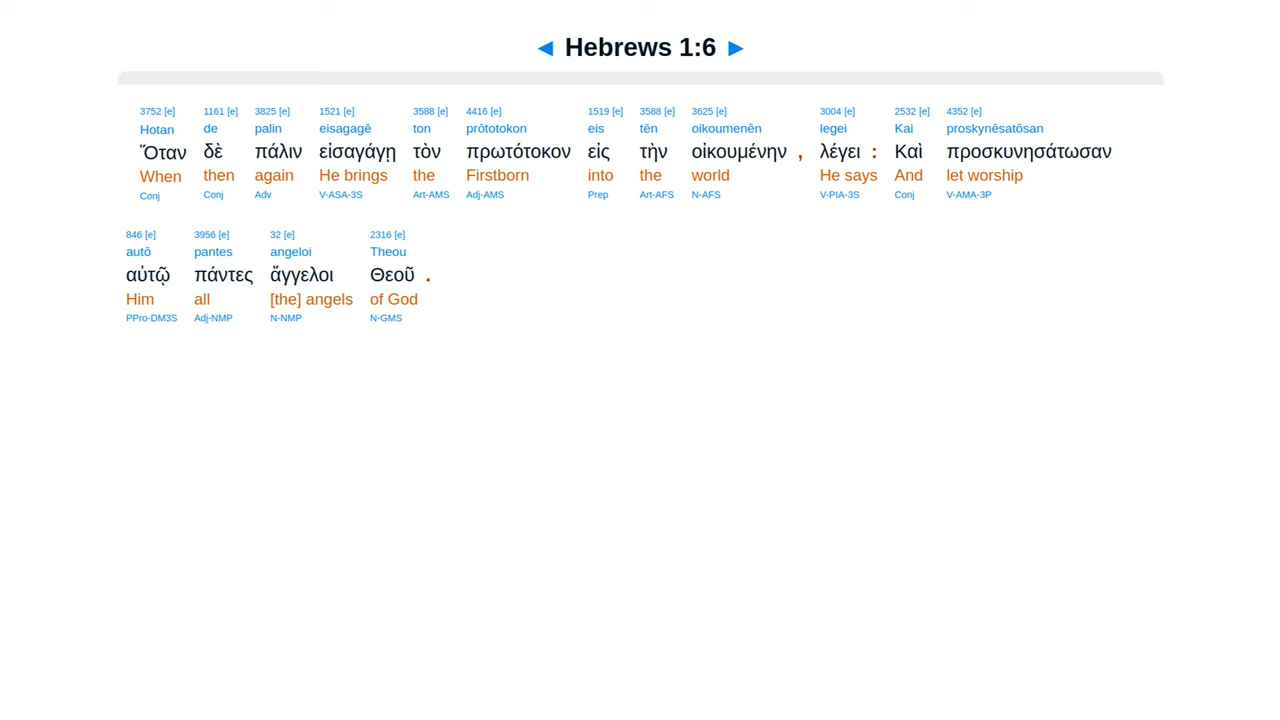 ◄ Hebrews 1:6 ►
3752 [e] 1161 [e] 3825 [e] 1521 [e] 3588 [e] 4416 [e] 1519 [e] 3588 [e] 3625 [e] 3004 [e] 2532 [e] 4352 [e]
Hotan de palin eisagagē ton prōtotokon eis tēn oikoumenēn legei Kai proskynēsatōsan
Ὅταν δὲ πάλιν εἰσαγάγῃ τὸν πρωτότοκον εἰς τὴν οἰκουμένην , λέγει : Καὶ προσκυνησάτωσαν
When then again He brings the Firstborn into the world He says And let worship
Conj Conj Adv V-ASA-3S Art-AMS Adj-AMS Prep Art-AFS N-AFS V-PIA-3S Conj V-AMA-3P
846 [e] 3956 [e] 32 [e] 2316 [e]
autō pantes angeloi Theou
αὐτῷ πάντες ἄγγελοι Θεοῦ .
Him all [the] angels of God
PPro-DM3S Adj-NMP N-NMP N-GMS